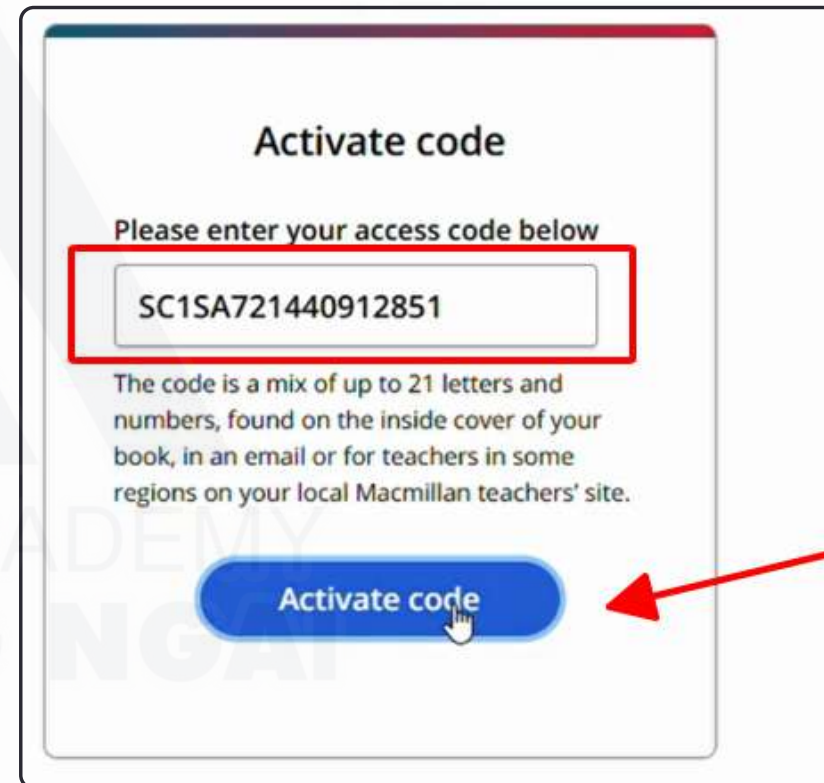 Activate code
Please enter your access code below
SC1SA721440912851
The code is a mix of up to 21 letters and
numbers, found on the inside cover of your
book, in an email or for teachers in some
regions on your local Macmillan teachers' site.
ADEMY
NGAI
Activate code